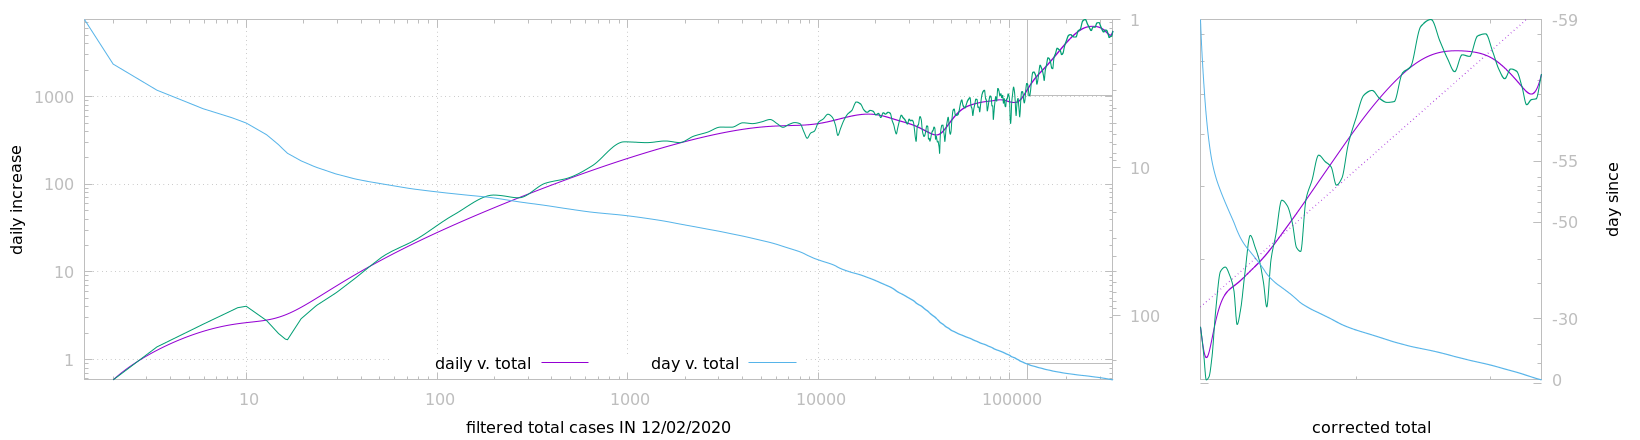 1
-59
1000
10
-55
100
-50
10
100
-30
1
daily v. total
day v. total
0
10
100
1000
10000
100000
filtered total cases IN 12/02/2020
corrected total
daily increase
day since